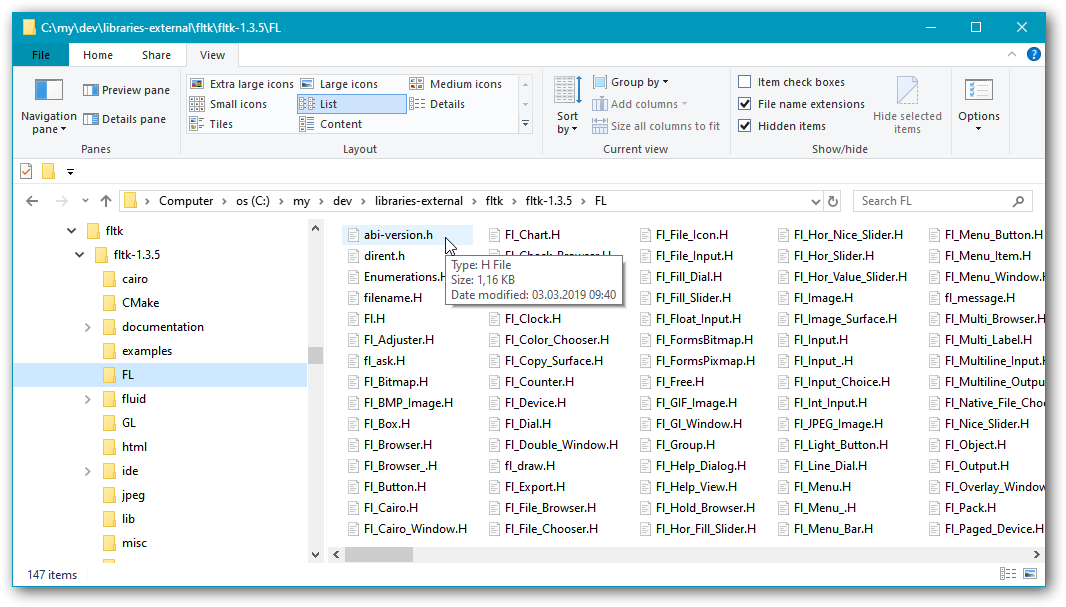 C:\my\dev\libraries-external\fltk\fltk-1.3.5\FL
File Home Share View
Navigation pane
Preview pane
Details pane
Panes
Extra large icons Large icons Medium icons
Small icons List Details
Tiles Content
Layout
Sort by
Group by
Add columns
Size all columns to fit
Current view
Item check boxes
File name extensions
Hidden items
Hide selected items
Show/hide
Options
Computer os (C:) my dev libraries-external fltk fltk-1.3.5 FL
Search FL
fltk
fltk-1.3.5
cairo
CMake
documentation
examples
FL
fluid
GL
html
ide
jpeg
lib
misc
abi-version.h
dirent.h
Enumerations.H
filename.H
Fl.H
Fl_Adjuster.H
fl_ask.H
Fl_Bitmap.H
Fl_BMP_Image.H
Fl_Box.H
Fl_Browser.H
Fl_Browser_.H
Fl_Button.H
Fl_Cairo.H
Fl_Cairo_Window.H
Type: H File
Size: 1,16 KB
Date modified: 03.03.2019 09:40
Fl_Chart.H
Fl_Check_Browser.H
Fl_Clock.H
Fl_Color_Chooser.H
Fl_Copy_Surface.H
Fl_Counter.H
Fl_Device.H
Fl_Dial.H
Fl_Double_Window.H
fl_draw.H
Fl_Export.H
Fl_File_Browser.H
Fl_File_Chooser.H
Fl_File_Icon.H
Fl_File_Input.H
Fl_Fill_Dial.H
Fl_Fill_Slider.H
Fl_Float_Input.H
Fl_FormsBitmap.H
Fl_FormsPixmap.H
Fl_Free.H
Fl_GIF_Image.H
Fl_Gl_Window.H
Fl_Group.H
Fl_Help_Dialog.H
Fl_Help_View.H
Fl_Hold_Browser.H
Fl_Hor_Fill_Slider.H
Fl_Hor_Nice_Slider.H
Fl_Hor_Slider.H
Fl_Hor_Value_Slider.H
Fl_Image.H
Fl_Image_Surface.H
Fl_Input.H
Fl_Input_.H
Fl_Input_Choice.H
Fl_Int_Input.H
Fl_JPEG_Image.H
Fl_Light_Button.H
Fl_Line_Dial.H
Fl_Menu.H
Fl_Menu_.H
Fl_Menu_Bar.H
Fl_Menu_Button.H
Fl_Menu_Item.H
Fl_Menu_Window.H
fl_message.H
Fl_Multi_Browser.H
Fl_Multi_Label.H
Fl_Multiline_Input.H
Fl_Multiline_Outpu
Fl_Native_File_Choo
Fl_Nice_Slider.H
Fl_Object.H
Fl_Output.H
Fl_Overlay_Window
Fl_Pack.H
Fl_Paged_Device.H
147 items